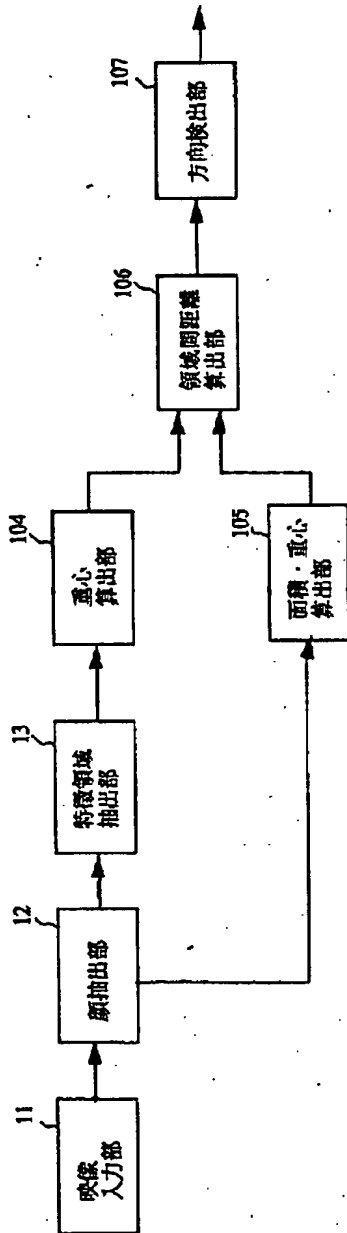 11
映像
入力部
12
顔抽出部
13
特徴領域
抽出部
104
重心
算出部
105
面積・重心
算出部
106
領域間距離
算出部
107
方向検出部